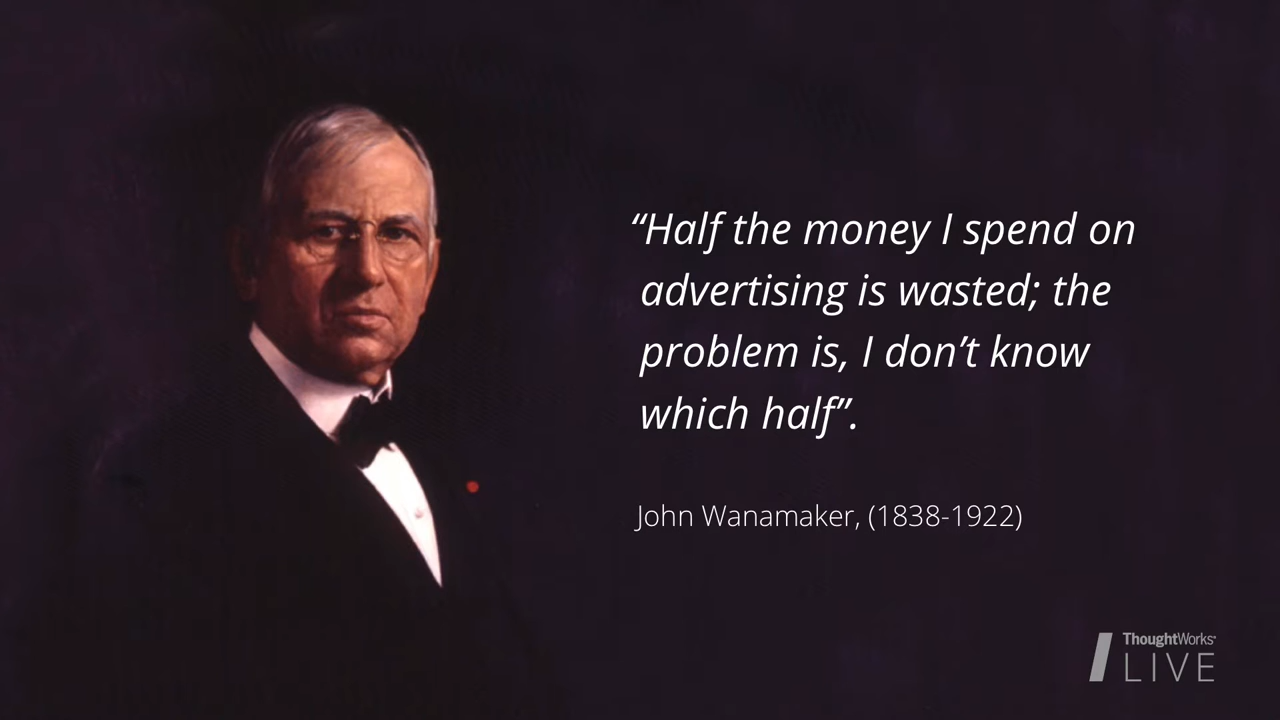 “Half the money I spend on
advertising is wasted; the
problem is, I don’t know
which half”.
John Wanamaker, (1838-1922)
ThoughtWorks®
LIVE